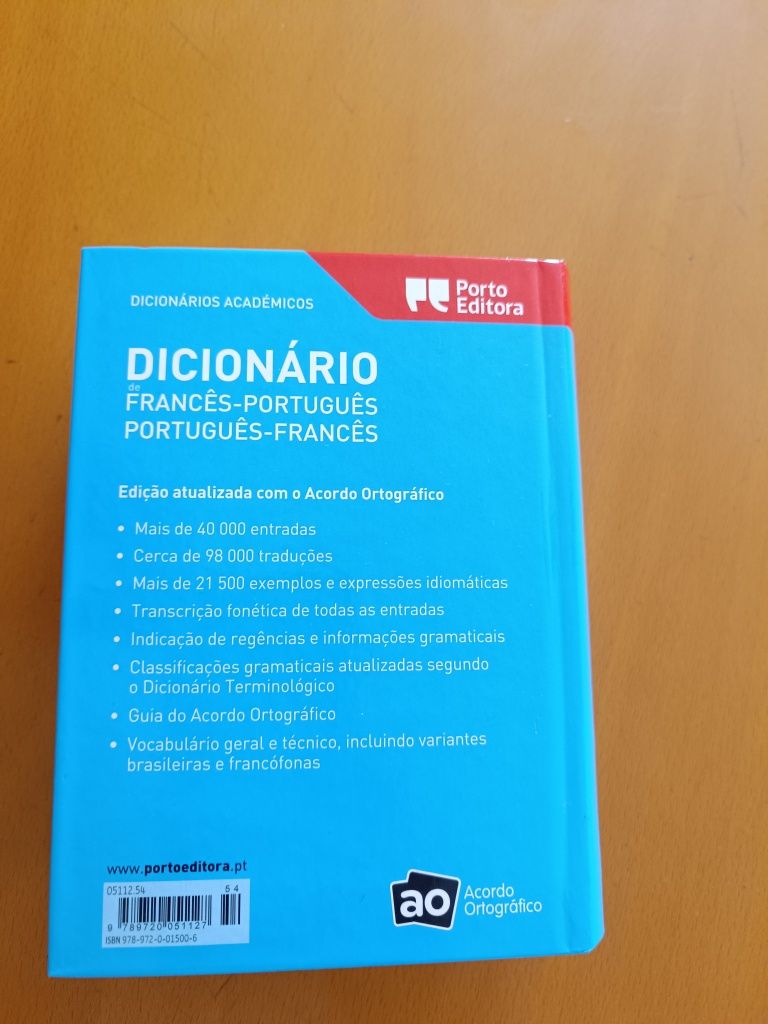 DICIONÁRIOS ACADÉMICOS
Porto
Editora
DICIONÁRIO
de
FRANCÊS-PORTUGUÊS
PORTUGUÊS-FRANCÊS
Edição atualizada com o Acordo Ortográfico
• Mais de 40 000 entradas
• Cerca de 98 000 traduções
• Mais de 21 500 exemplos e expressões idiomáticas
• Transcrição fonética de todas as entradas
• Indicação de regências e informações gramaticais
• Classificações gramaticais atualizadas segundo
o Dicionário Terminológico
• Guia do Acordo Ortográfico
• Vocabulário geral e técnico, incluindo variantes
brasileiras e francófonas
www.portoeditora.pt
05112.54
5 4
9 789720 051127
ISBN 978-972-0-01500-6
ao
Acordo
Ortográfico